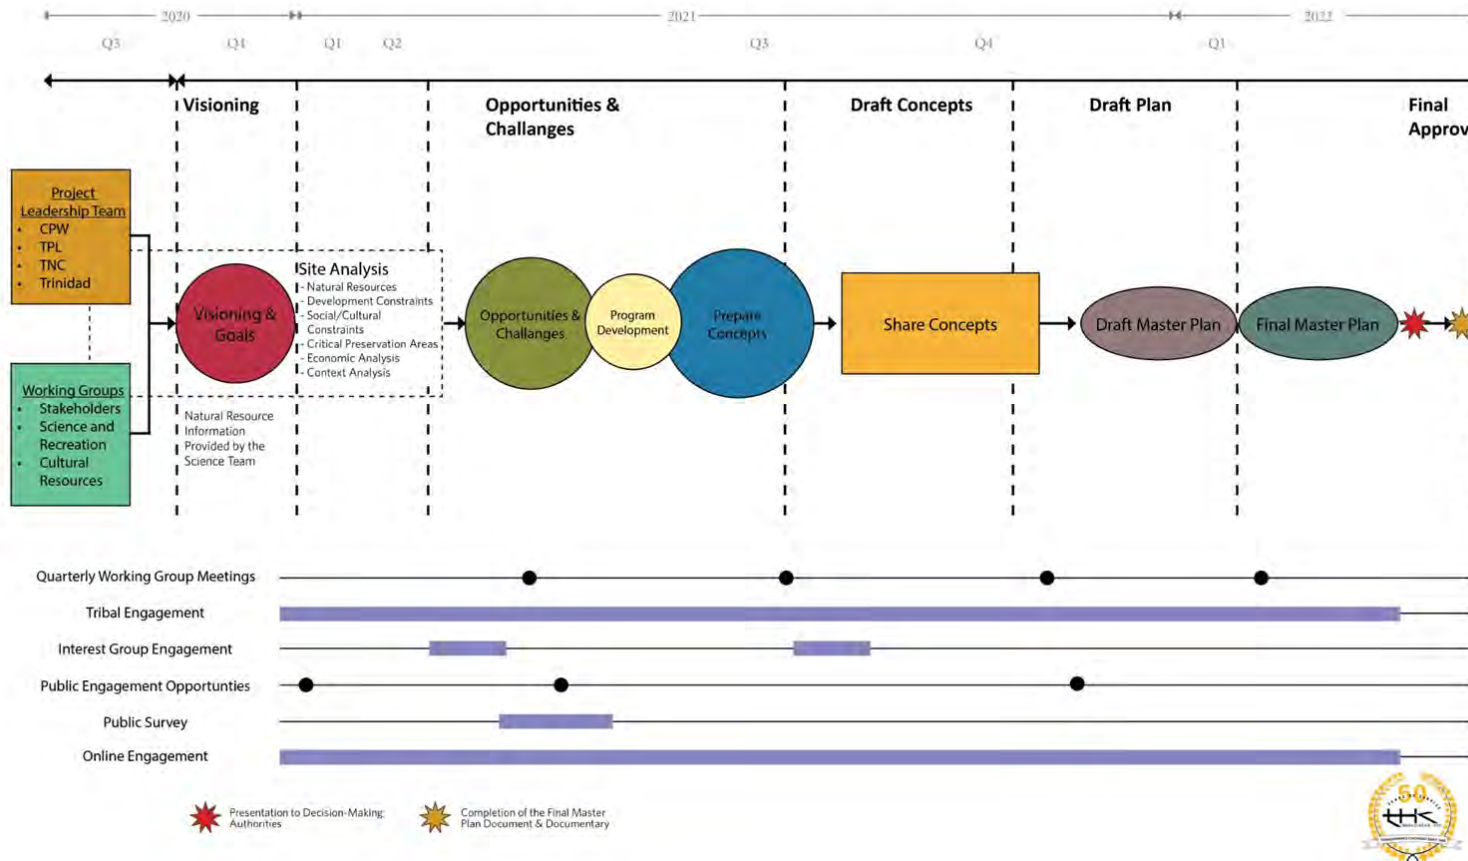 2020
2021
2022
Q3
Q4
Q1
Q2
Q3
Q4
Q1
Visioning
Opportunities &
Challanges
Draft Concepts
Draft Plan
Final
Approv
Project
Leadership Team
• CPW
• TPL
• TNC
• Trinidad
Working Groups
• Stakeholders
• Science and
Recreation
• Cultural
Resources
Visioning &
Goals
Site Analysis
- Natural Resources
- Development Constraints
- Social/Cultural
Constraints
- Critical Preservation Areas
- Economic Analysis
- Context Analysis
Natural Resource
Information
Provided by the
Science Team
Opportunities &
Challanges
Program
Development
Prepare
Concepts
Share Concepts
Draft Master Plan
Final Master Plan
Quarterly Working Group Meetings
Tribal Engagement
Interest Group Engagement
Public Engagement Opportunties
Public Survey
Online Engagement
Presentation to Decision-Making
Authorities
Completion of the Final Master
Plan Document & Documentary
50
thk